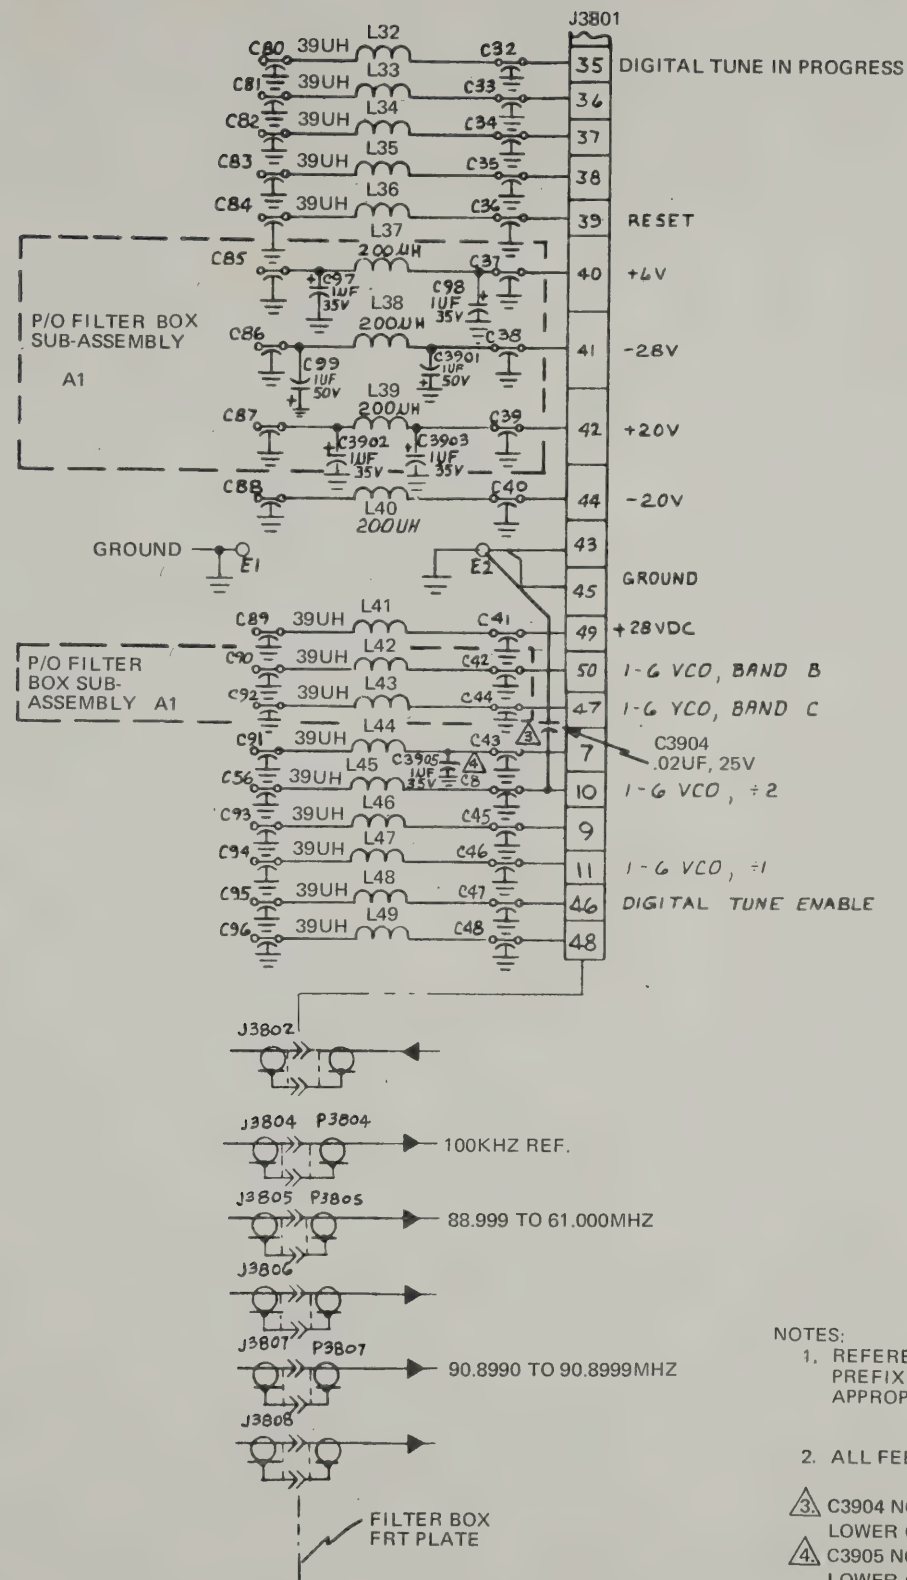 J3801
C80 39UH L32 C32 35 DIGITAL TUNE IN PROGRESS
C81 39UH L33 C33 36
C82 39UH L34 C34 37
C83 39UH L35 C35 38
C84 39UH L36 C36 39 RESET
C85 L37 200UH C37 40 +6V
+ C97 1UF 35V
C98 1UF 35V +
P/O FILTER BOX
SUB-ASSEMBLY
A1
C86 L38 200UH C38 41 -28V
C99 1UF 50V +
C3901 1UF 50V +
C87 L39 200UH C39 42 +20V
+ C3902 1UF 35V
+ C3903 1UF 35V
C88 L40 200UH C40 44 -20V
GROUND E1 E2 43
45 GROUND
C89 39UH L41 C41 49 +28VDC
P/O FILTER
BOX SUB-
ASSEMBLY A1
C90 39UH L42 C42 50 1-6 VCO, BAND B
C92 39UH L43 C44 47 1-6 VCO, BAND C
C91 39UH L44 C43 3 7
C3905 1UF 35V 4
C3904
.02UF, 25V
C56 39UH L45 C8 10 1-6 VCO, ÷2
C93 39UH L46 C45 9
C94 39UH L47 C46 11 1-6 VCO, ÷1
C95 39UH L48 C47 46 DIGITAL TUNE ENABLE
C96 39UH L49 C48 48
J3802
J3804 P3804
100KHZ REF.
J3805 P3805
88.999 TO 61.000MHZ
J3806
J3807 P3807
90.8990 TO 90.8999MHZ
J3808
FILTER BOX
FRT PLATE
NOTES:
1. REFERE
PREFIX
APPROP
2. ALL FEE
3. C3904 NO
LOWER
4. C3905 NO